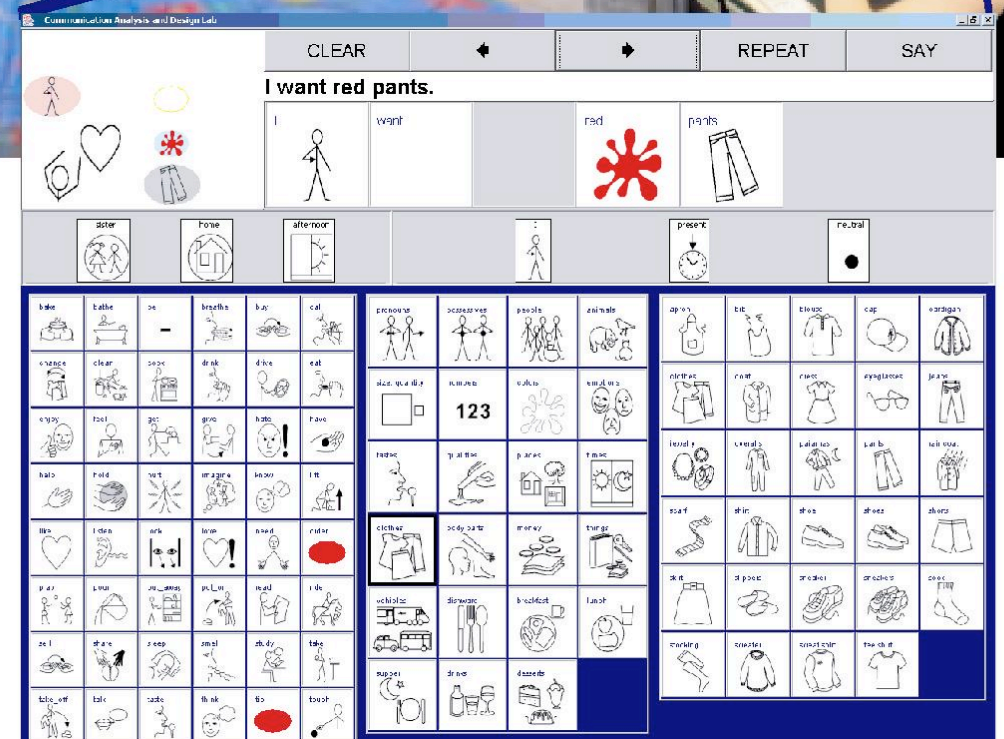 Communication Analysis and Design Lab
CLEAR REPEAT SAY
I want red pants.
I want red pants
sister home afternoon I present neutral
bake bathe be breathe buy call
pronouns possessives people animals
apron bib blouse cap cardigan
change clean cook drink drive eat
size, quantity numbers colors emotions
123
clothes coat dress eyeglasses jeans
enjoy feel get give hate have
tastes qualities places times
jewelry overalls pajamas pants raincoat
help hold hurt imagine know lift
clothes body parts money things
scarf shirt shoe shoes shorts
like listen look love need order
vehicles dishware breakfast lunch
skirt slippers sneaker sneakers sock
play pour put_away put_on read ride
supper drinks desserts
stocking sweater sweatshirt tee shirt
sell share sleep smell study take
take_off talk taste think tip touch